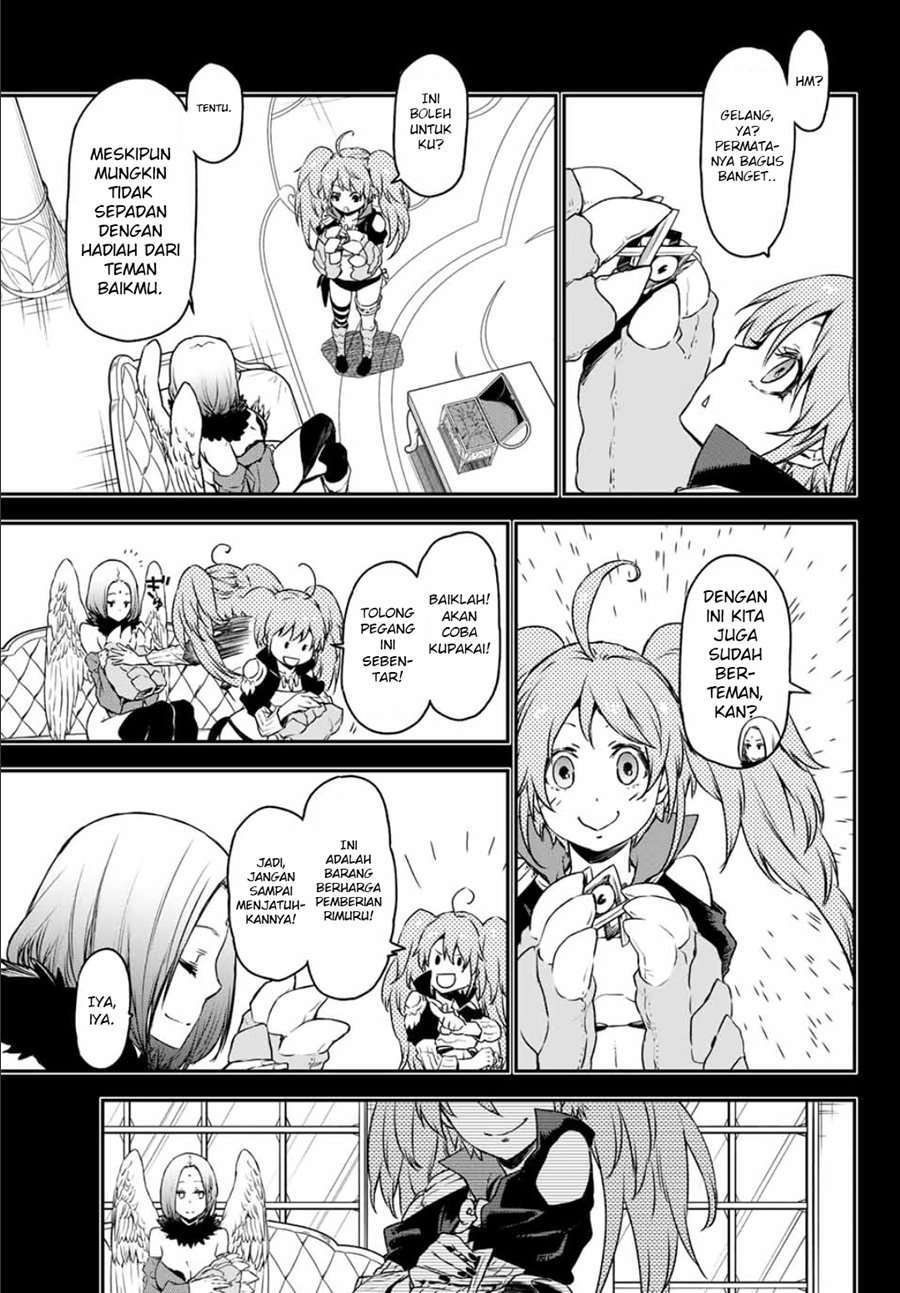 HM?
GELANG,
YA?
PERMATA-
NYA BAGUS
BANGET..
INI
BOLEH
UNTUK
KU?
TENTU.
MESKIPUN
MUNGKIN
TIDAK
SEPADAN
DENGAN
HADIAH DARI
TEMAN
BAIKMU.
DENGAN
INI KITA
JUGA
SUDAH
BER-
TEMAN,
KAN?
BAIKLAH!
AKAN
COBA
KUPAKAI!
TOLONG
PEGANG
INI
SEBEN-
TAR!
INI ADALAH
BARANG
BERHARGA
PEMBERIAN
RIMURU!
JADI,
JANGAN
SAMPAI
MENJATUH-
KANNYA!
IYA,
IYA.